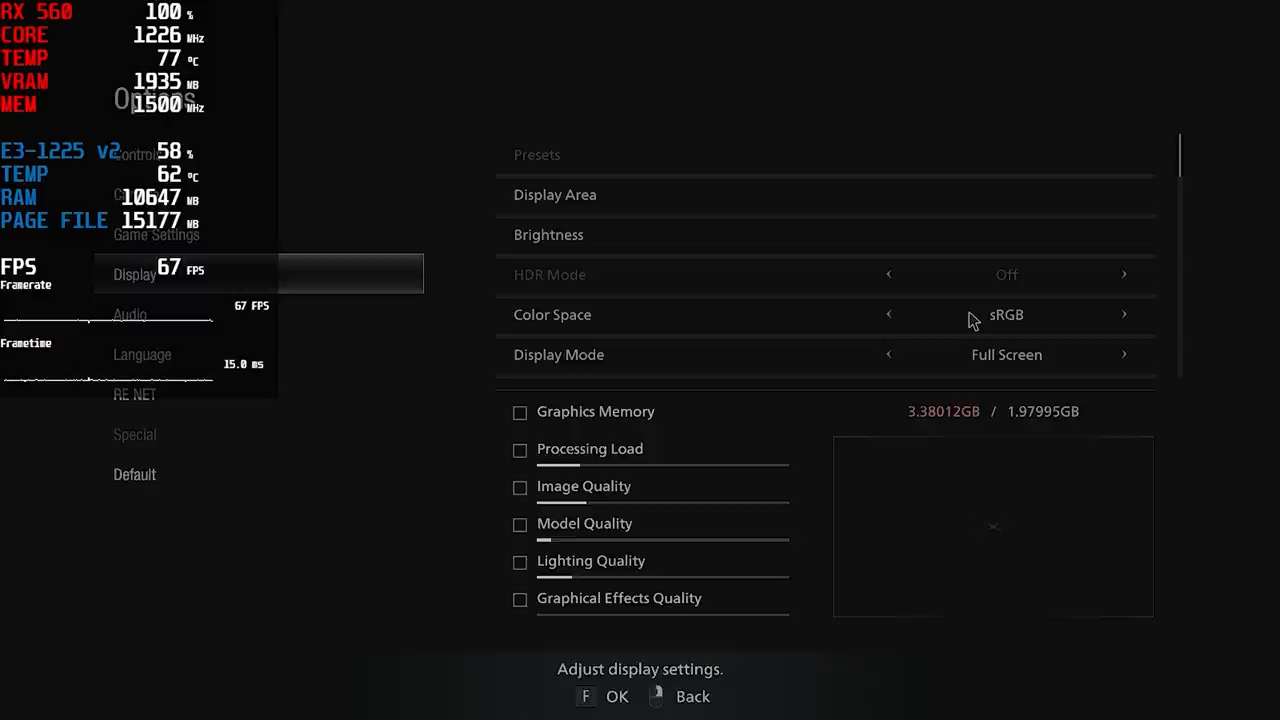 RX 560 100 %
CORE 1226 MHz
TEMP 77 °C
VRAM 1935 MB
MEM 1500 MHz
Options
E3-1225 v2 58 %
TEMP 62 °C
RAM 10647 MB
PAGE FILE 15177 MB
FPS 67 FPS
Framerate
67 FPS
Frametime
15.0 ms
Controls
Game Settings
Display
Audio
Language
RE NET
Special
Default
Presets
Display Area
Brightness
HDR Mode < Off >
Color Space < sRGB >
Display Mode < Full Screen >
Graphics Memory 3.38012GB / 1.97995GB
Processing Load
Image Quality
Model Quality
Lighting Quality
Graphical Effects Quality
Adjust display settings.
F OK Back